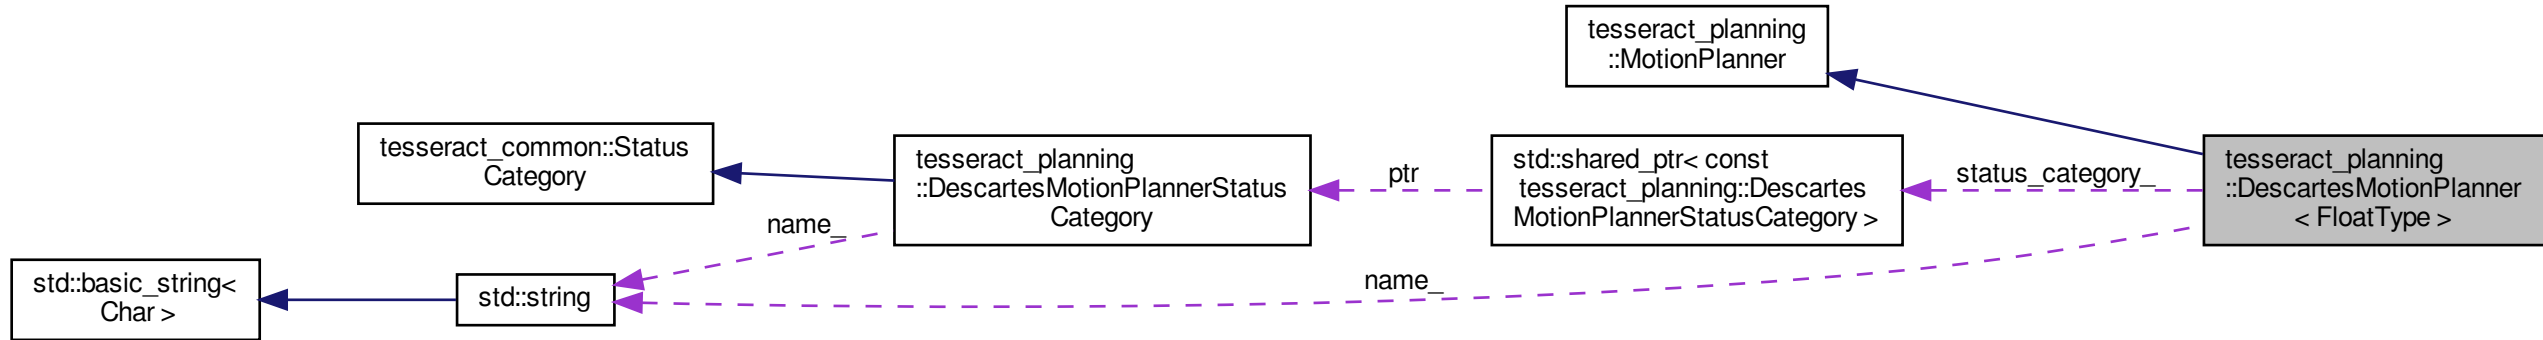 tesseract_planning
::MotionPlanner
tesseract_common::Status
Category
tesseract_planning
::DescartesMotionPlannerStatus
Category
ptr
std::shared_ptr< const
tesseract_planning::Descartes
MotionPlannerStatusCategory >
status_category_
tesseract_planning
::DescartesMotionPlanner
< FloatType >
name_
std::basic_string<
Char >
std::string
name_